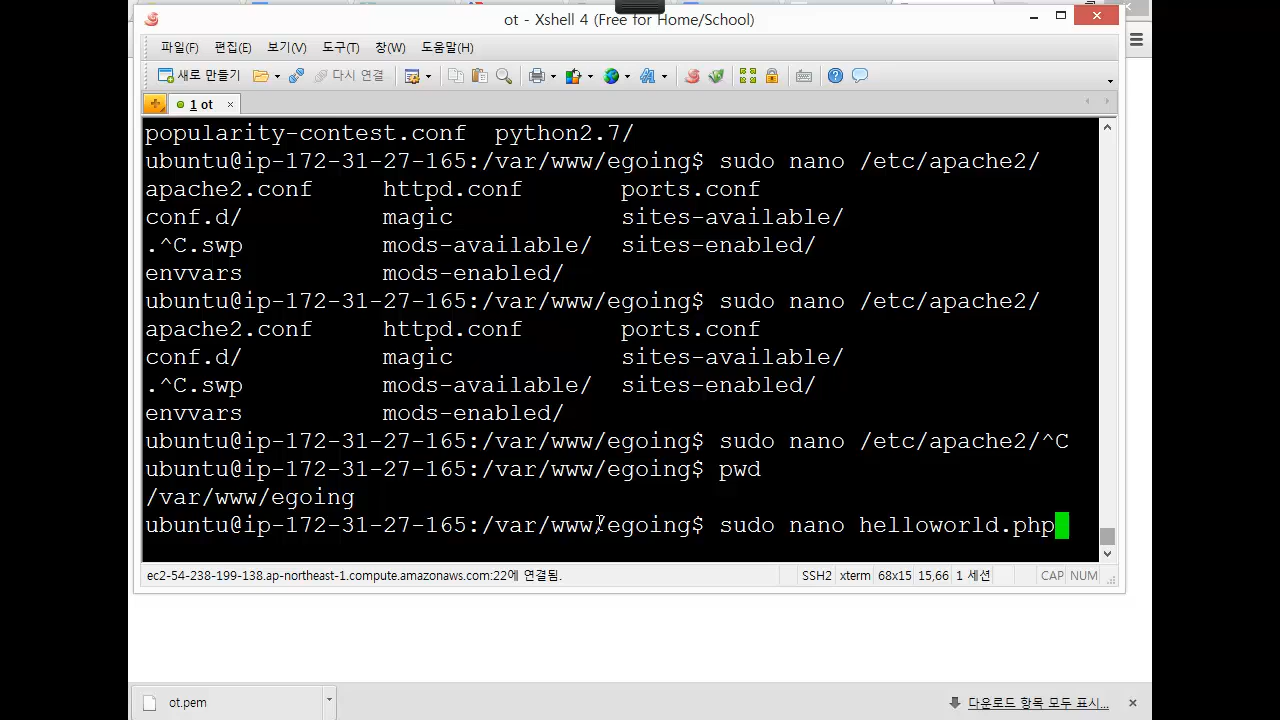 ot - Xshell 4 (Free for Home/School)
파일(F) 편집(E) 보기(V) 도구(T) 창(W) 도움말(H)
새로 만들기 다시 연결
1 ot
popularity-contest.conf  python2.7/
ubuntu@ip-172-31-27-165:/var/www/egoing$ sudo nano /etc/apache2/
apache2.conf      httpd.conf        ports.conf
conf.d/           magic             sites-available/
.^C.swp           mods-available/   sites-enabled/
envvars           mods-enabled/
ubuntu@ip-172-31-27-165:/var/www/egoing$ sudo nano /etc/apache2/
apache2.conf      httpd.conf        ports.conf
conf.d/           magic             sites-available/
.^C.swp           mods-available/   sites-enabled/
envvars           mods-enabled/
ubuntu@ip-172-31-27-165:/var/www/egoing$ sudo nano /etc/apache2/^C
ubuntu@ip-172-31-27-165:/var/www/egoing$ pwd
/var/www/egoing
ubuntu@ip-172-31-27-165:/var/www/egoing$ sudo nano helloworld.php
ec2-54-238-199-138.ap-northeast-1.compute.amazonaws.com:22에 연결됨. SSH2 xterm 68x15 15,66 1 세션 CAP NUM
ot.pem 다운로드 항목 모두 표시...